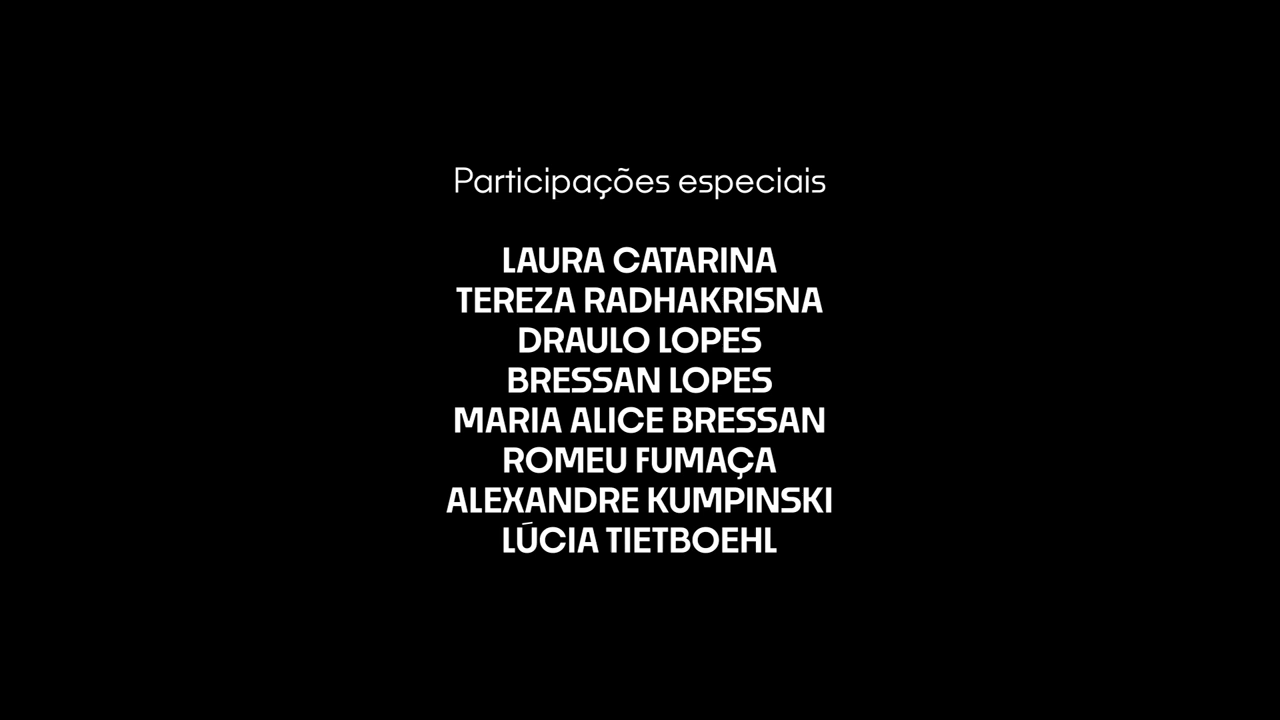 Participações especiais
LAURA CATARINA
TEREZA RADHAKRISNA
DRAULO LOPES
BRESSAN LOPES
MARIA ALICE BRESSAN
ROMEU FUMAÇA
ALEXANDRE KUMPINSKI
LÚCIA TIETBOEHL